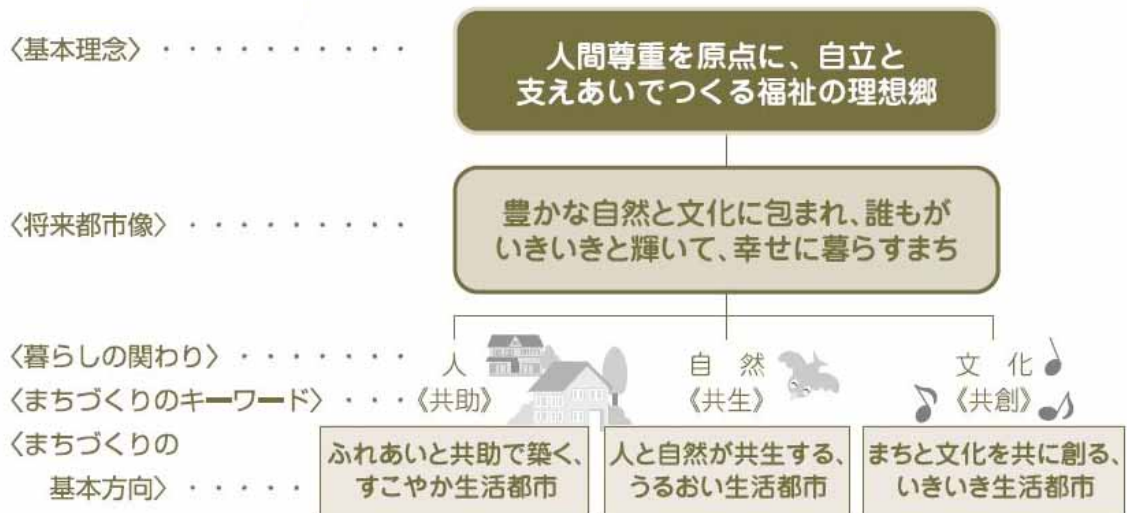 〈基本理念〉・・・・・・・・・・
人間尊重を原点に、自立と
支えあいでつくる福祉の理想郷
〈将来都市像〉・・・・・・・・・
豊かな自然と文化に包まれ、誰もが
いきいきと輝いて、幸せに暮らすまち
〈暮らしの関わり〉・・・・・・・ 人 自然 文化
〈まちづくりのキーワード〉・・・《共助》 《共生》 《共創》
〈まちづくりの
基本方向〉・・・・・
ふれあいと共助で築く、
すこやか生活都市
人と自然が共生する、
うるおい生活都市
まちと文化を共に創る、
いきいき生活都市